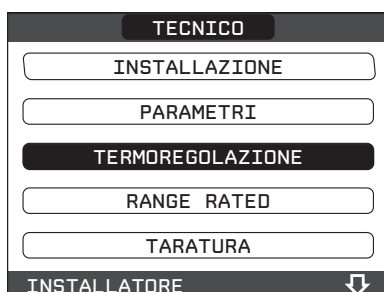 TECNICO
INSTALLAZIONE
PARAMETRI
TERMOREGOLAZIONE
RANGE RATED
TARATURA
INSTALLATORE